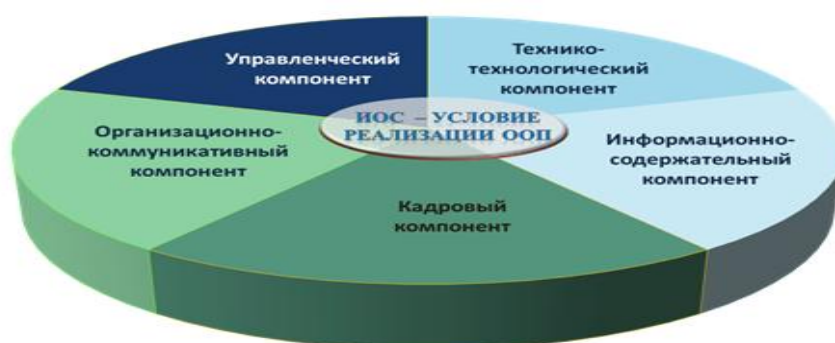 Управленческий
компонент
Технико-
технологический
компонент
ИОС – УСЛОВИЕ
РЕАЛИЗАЦИИ ООП
Организационно-
коммуникативный
компонент
Информационно-
содержательный
компонент
Кадровый
компонент